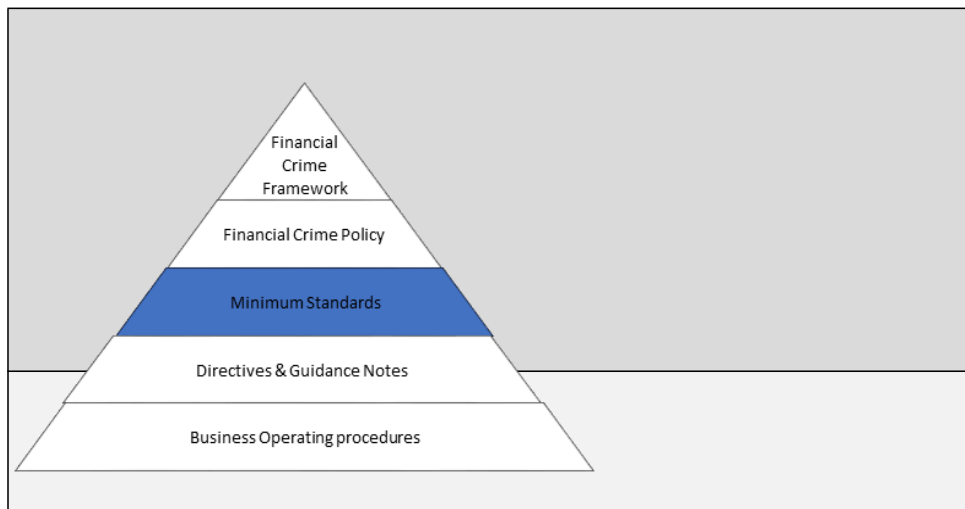 Financial
Crime
Framework
Financial Crime Policy
Minimum Standards
Directives & Guidance Notes
Business Operating procedures